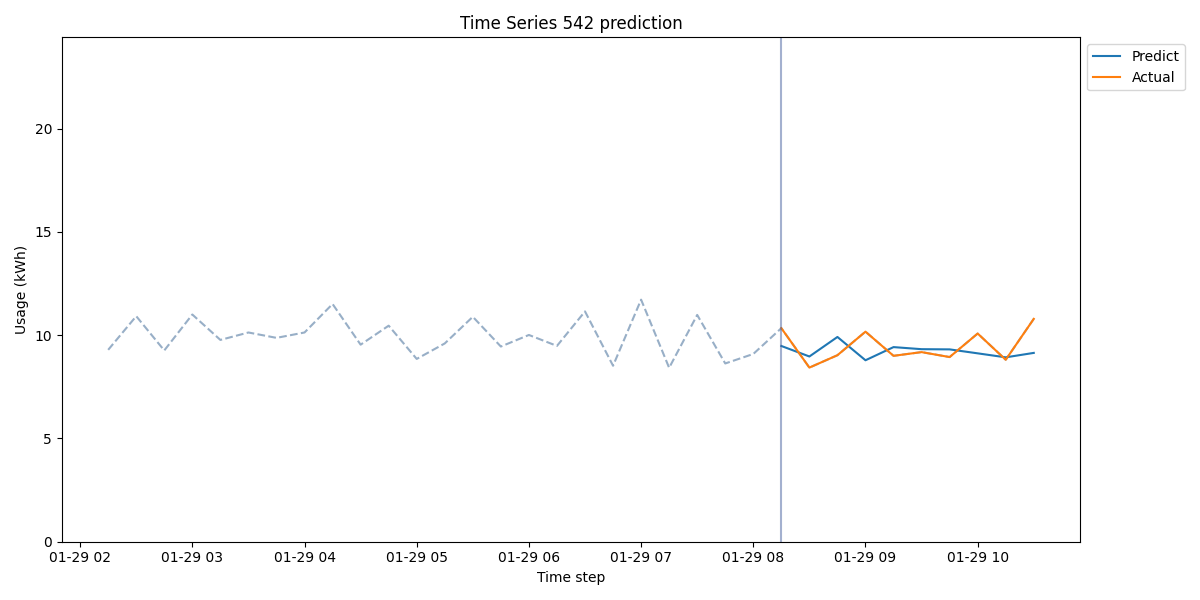 Time Series 542 prediction
Predict
Actual
Usage (kWh)
20
15
10
5
0
01-29 02 01-29 03 01-29 04 01-29 05 01-29 06 01-29 07 01-29 08 01-29 09 01-29 10
Time step